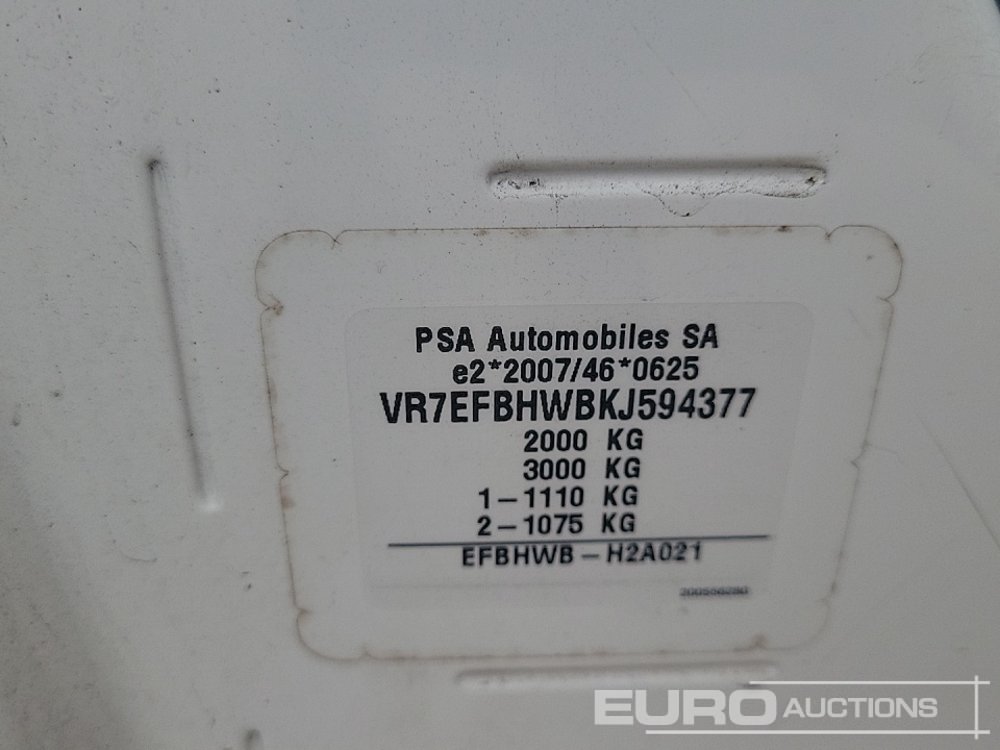 PSA Automobiles SA
e2*2007/46*0625
VR7EFBHWBKJ594377
2000 KG
3000 KG
1-1110 KG
2-1075 KG
EFBHWB-H2A021
EURO AUCTIONS